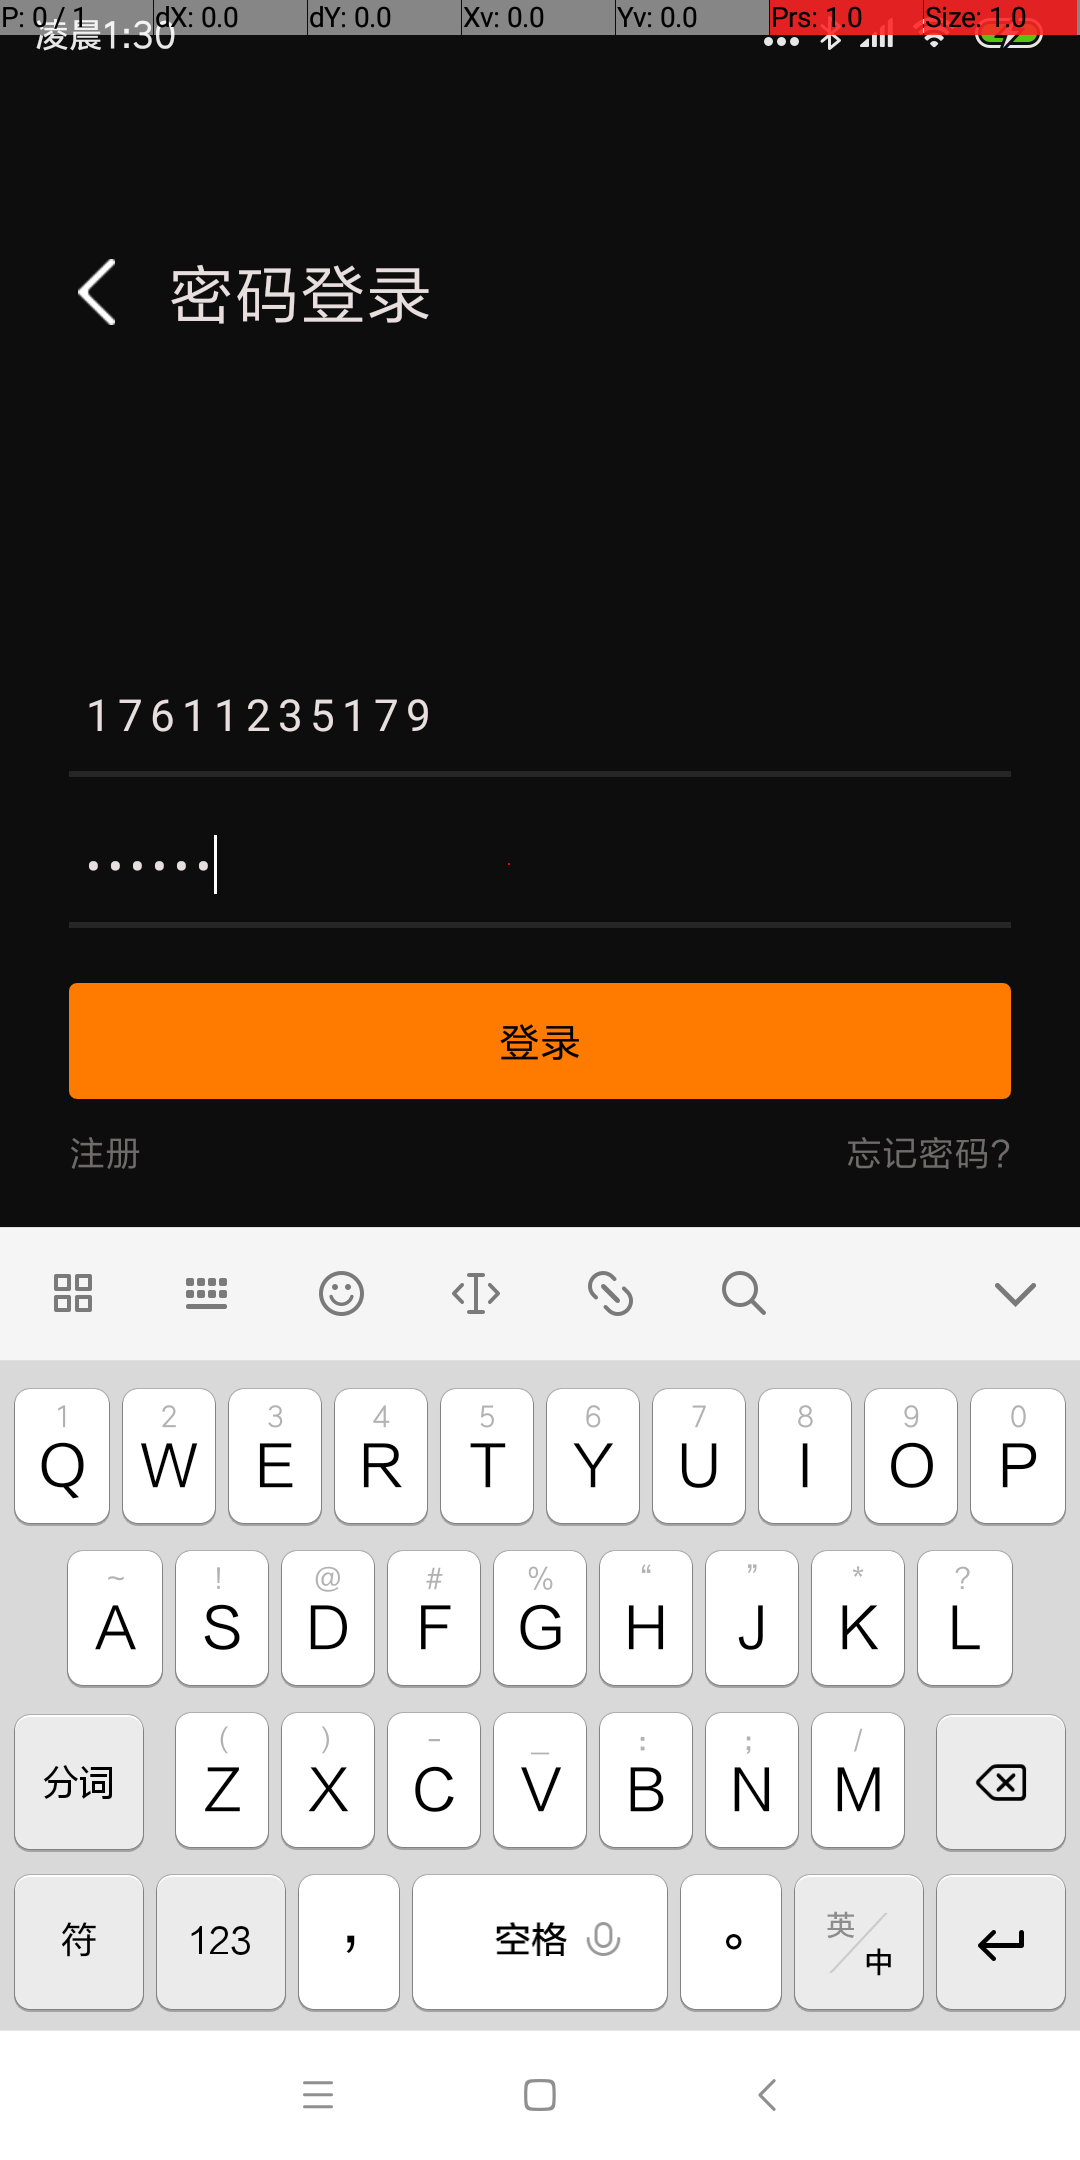 P: 0 / 1 dX: 0.0 dY: 0.0 Xv: 0.0 Yv: 0.0 Prs: 1.0 Size: 1.0
凌晨1:30
密码登录
17611235179
••••••
登录
注册 忘记密码?
1 2 3 4 5 6 7 8 9 0
Q W E R T Y U I O P
~ ! @ # % “ ” * ?
A S D F G H J K L
( ) - _ : ; /
分词 Z X C V B N M
符 123 , 空格 。 英/中